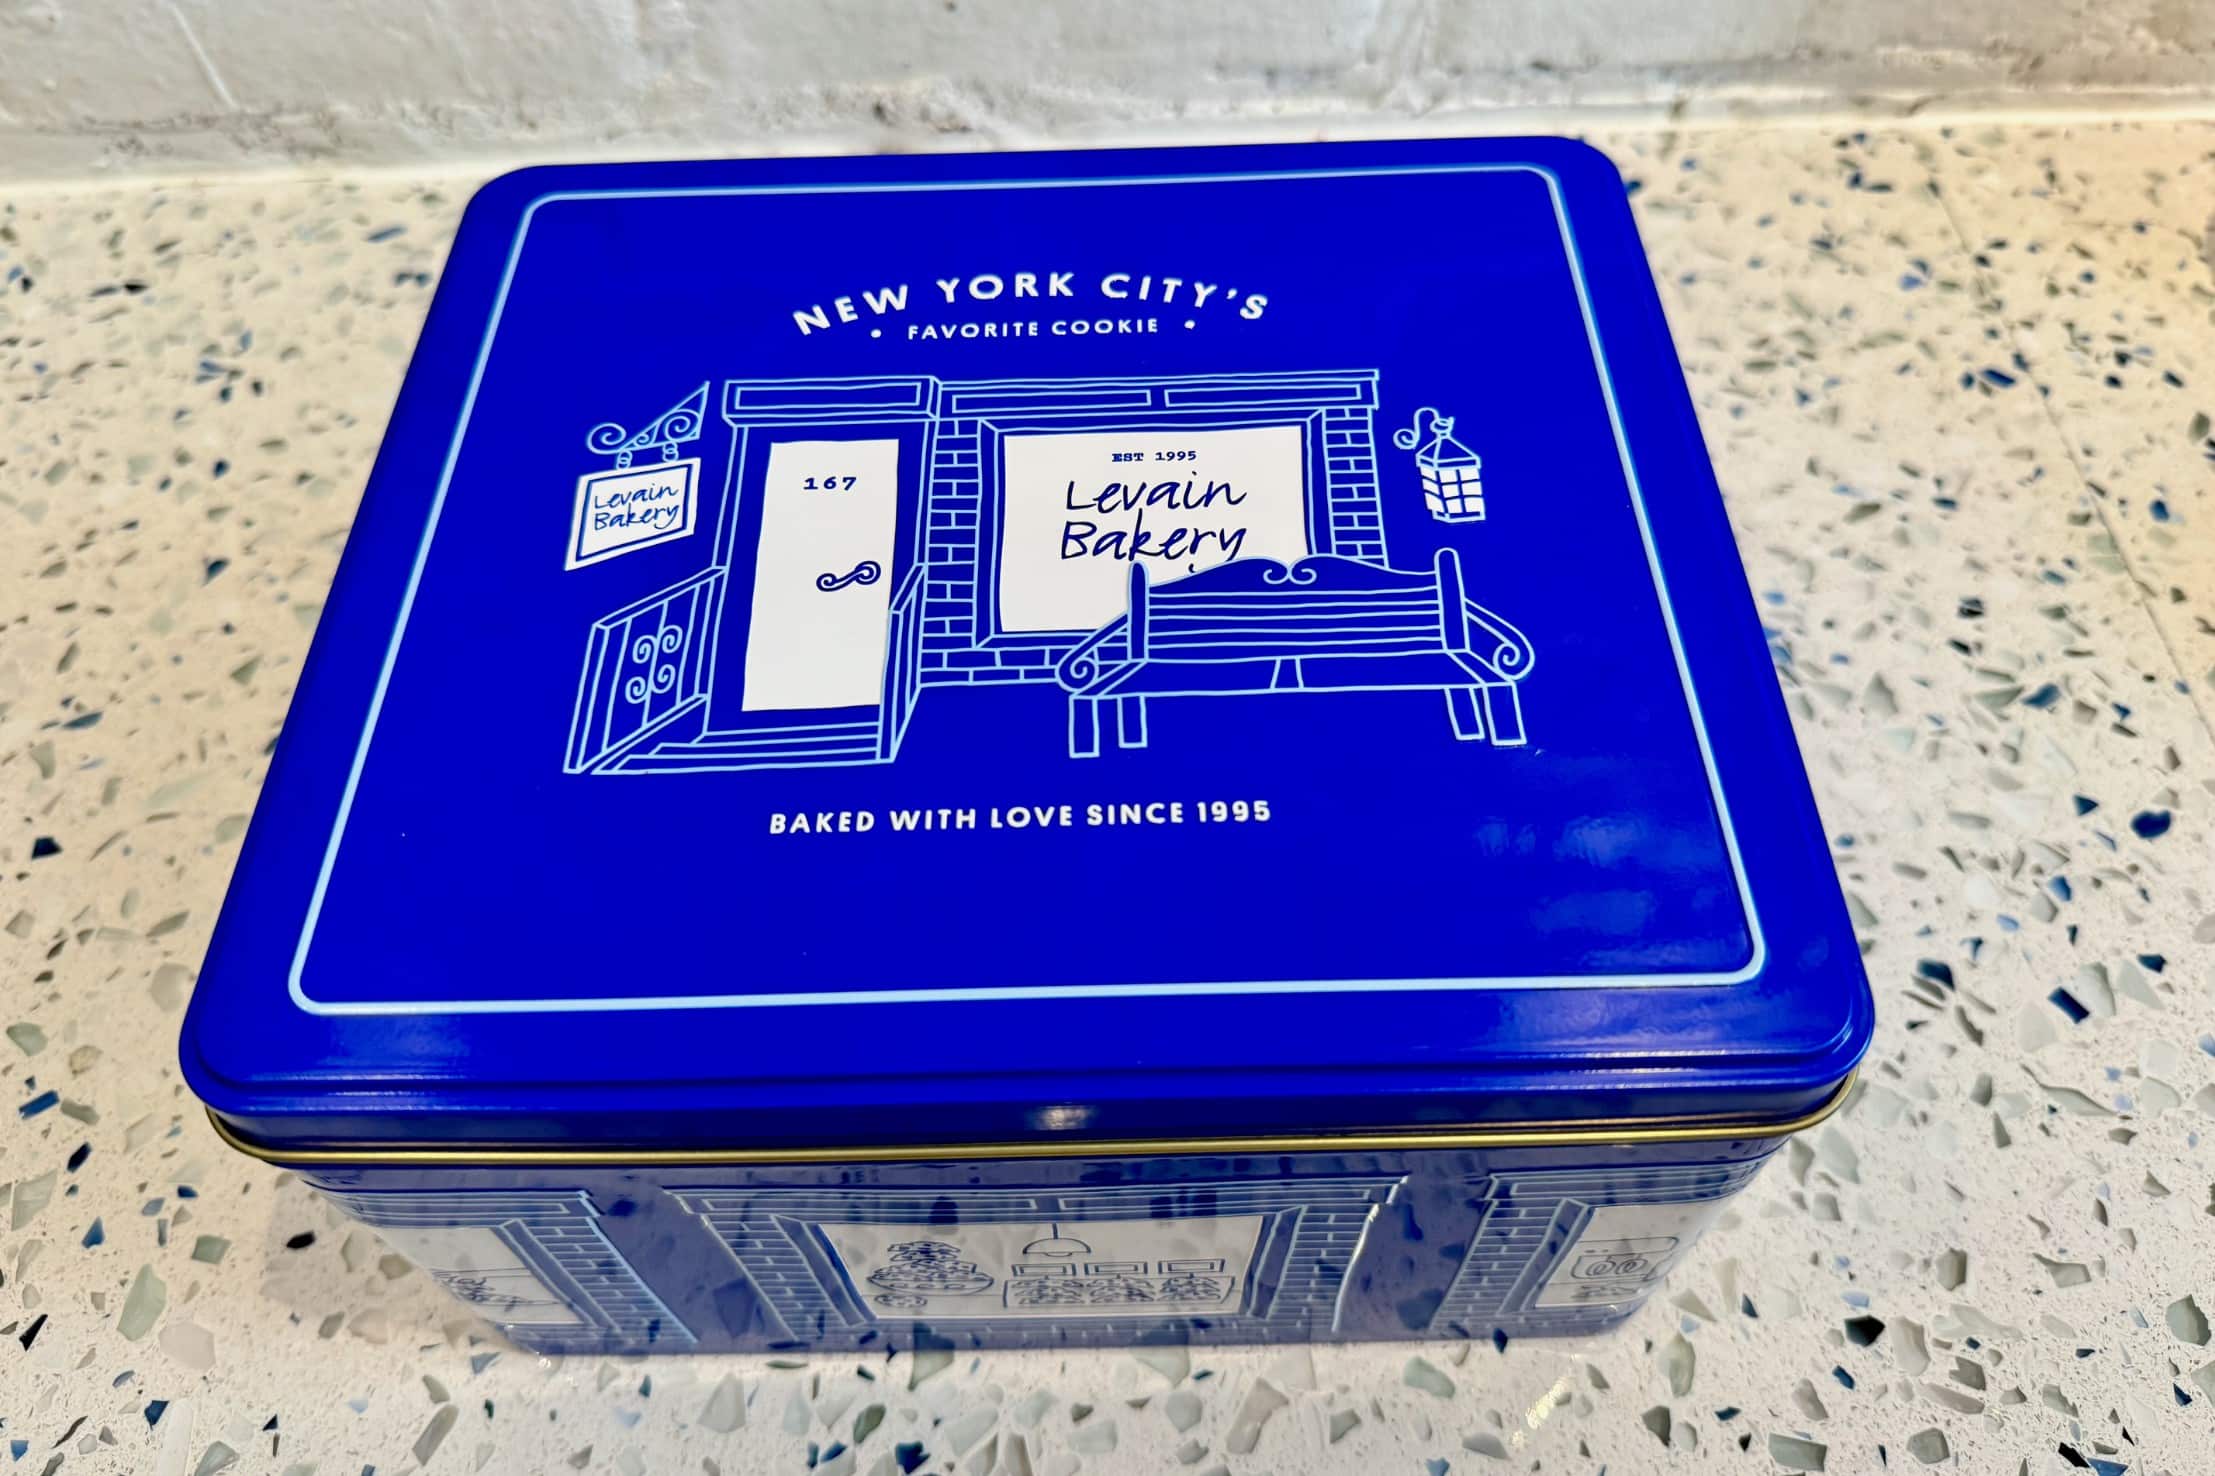 NEW YORK CITY'S
• FAVORITE COOKIE •
Levain
Bakery
167
EST 1995
Levain
Bakery
BAKED WITH LOVE SINCE 1995